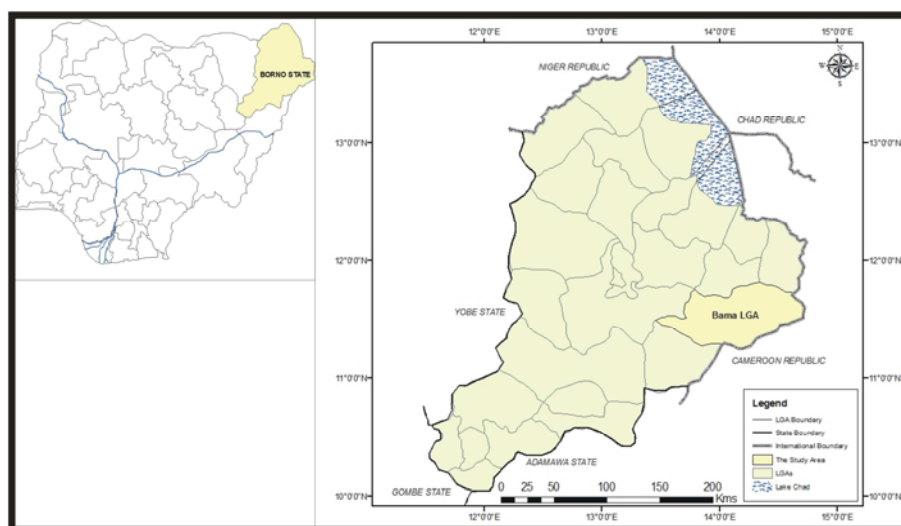 BORNO STATE
12°0'0"E 13°0'0"E 14°0'0"E
NIGER REPUBLIC
N
W E
S
CHAD REPUBLIC
13°0'0"N 13°0'0"N
12°0'0"N 12°0'0"N
YOBE STATE
Bama LGA
CAMEROON REPUBLIC
11°0'0"N 11°0'0"N
Legend
LGA Boundary
State Boundary
International Boundary
The Study Area
LGAs
Lake Chad
ADAMAWA STATE
GOMBE STATE
0 25 50 100 150 200
Kms
10°0'0"N 10°0'0"N
12°0'0"E 13°0'0"E 14°0'0"E 15°0'0"E